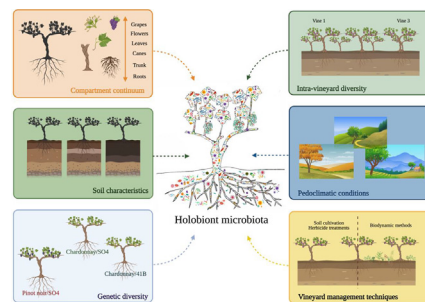 Grapes
Flowers
Leaves
Canes
Trunk
Roots
Compartment continuum
Vine 1
Vine 3
Intra-vineyard diversity
Soil characteristics
Holobiont microbiota
Pedoclimatic conditions
Chardonnay/SO4
Chardonnay/41B
Pinot noir/SO4
Genetic diversity
Soil cultivation
Herbicide treatments
Biodynamic methods
Vineyard management techniques